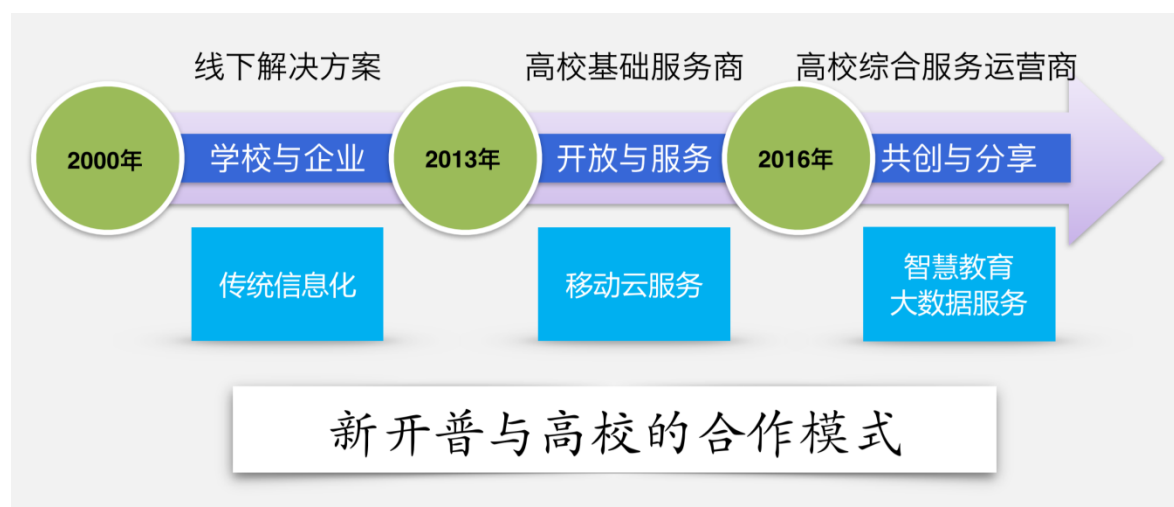 线下解决方案
高校基础服务商
高校综合服务运营商
2000年
学校与企业
2013年
开放与服务
2016年
共创与分享
传统信息化
移动云服务
智慧教育
大数据服务
新开普与高校的合作模式